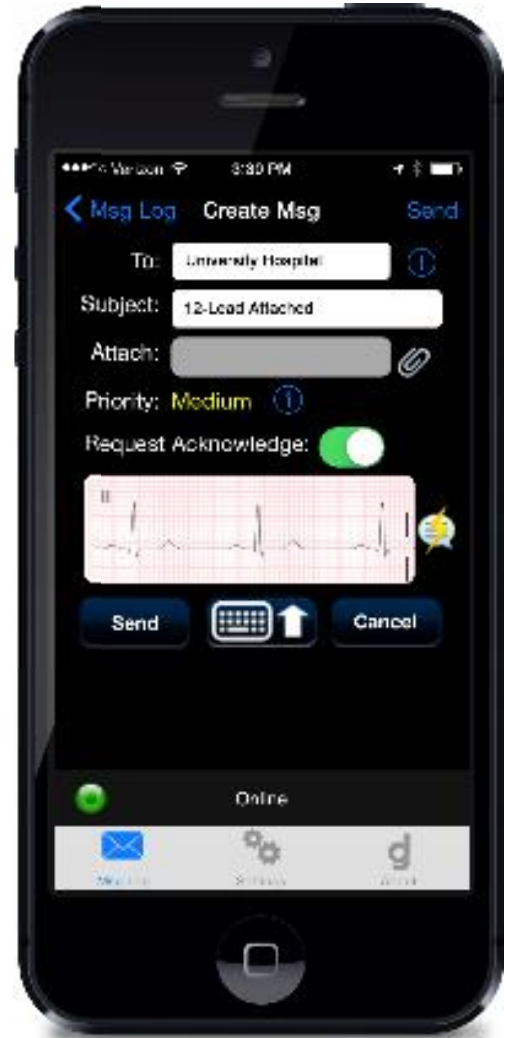 Verizon 3:30 PM
Msg Log Create Msg Send
To: University Hospital
Subject: 12-Lead Attached
Attach:
Priority: Medium
Request Acknowledge:
II
Send Cancel
Online